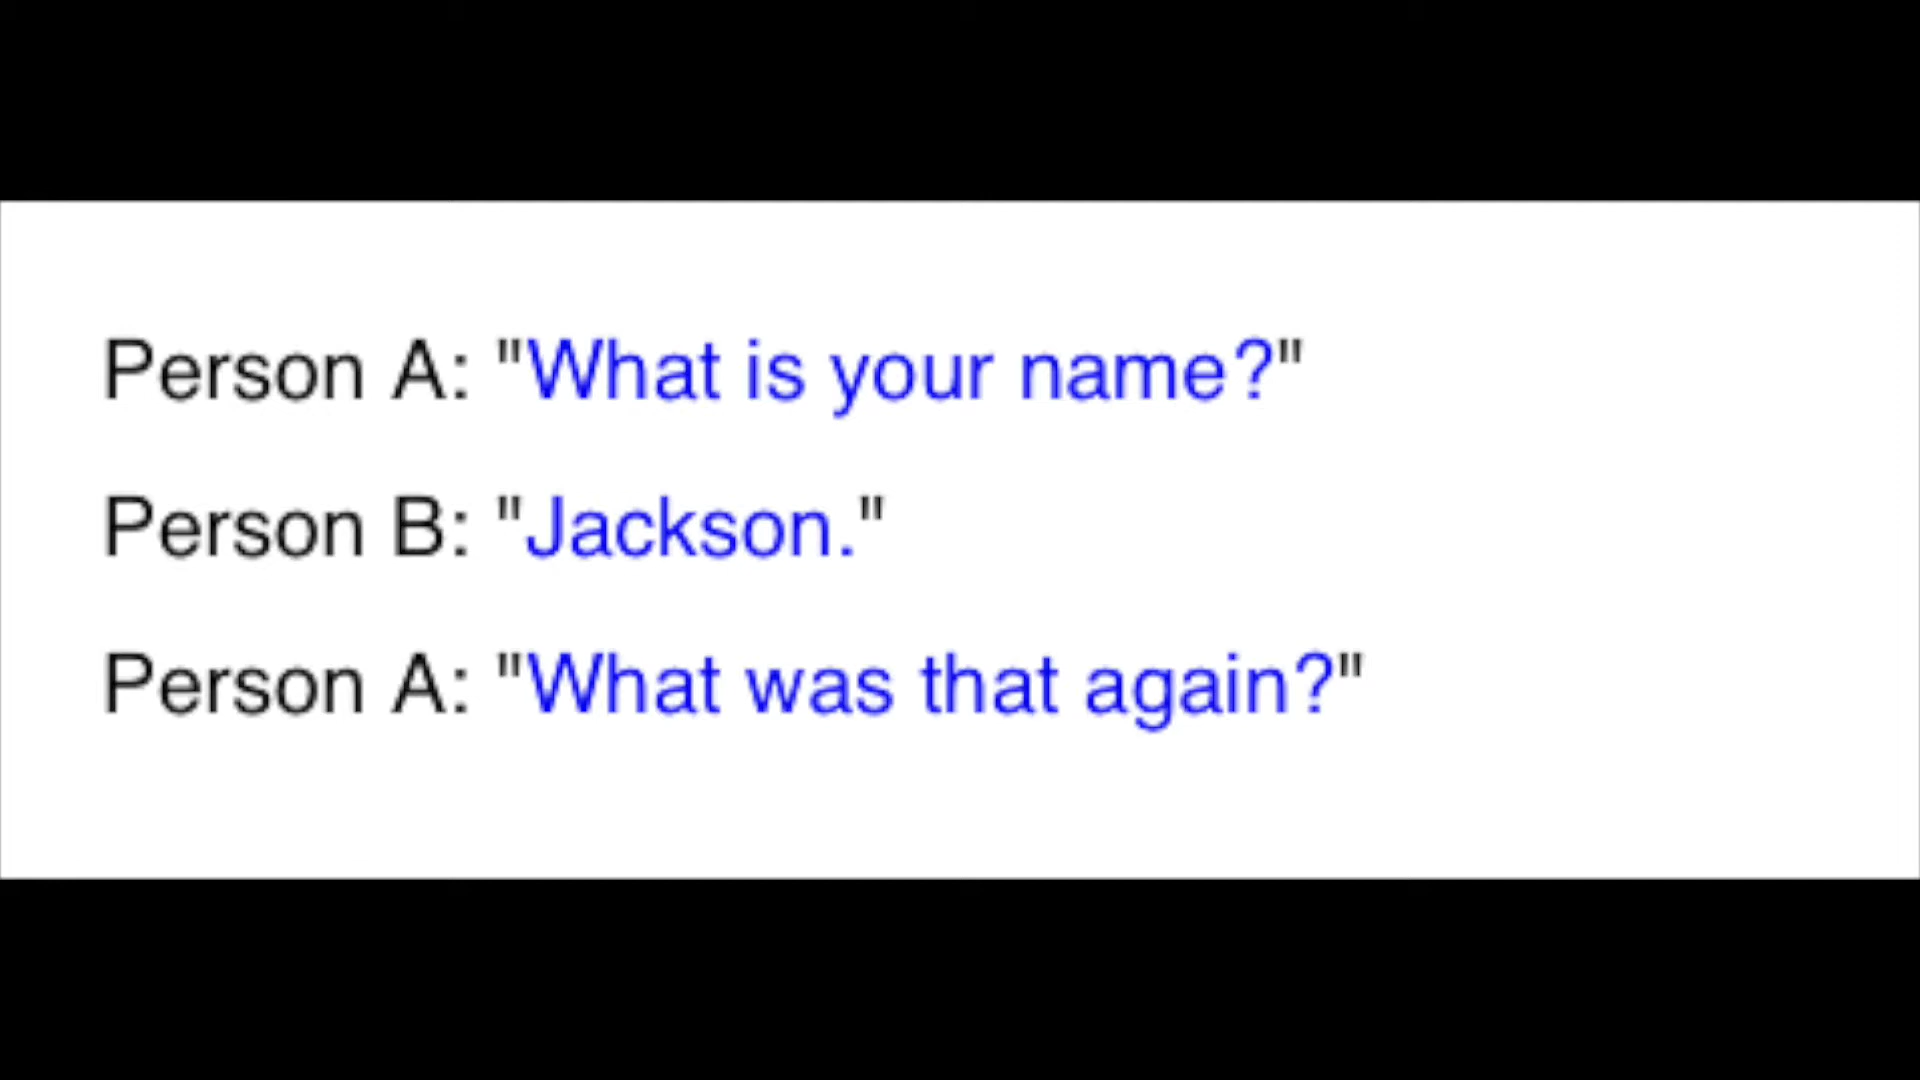 Person A: "What is your name?"
Person B: "Jackson."
Person A: "What was that again?"